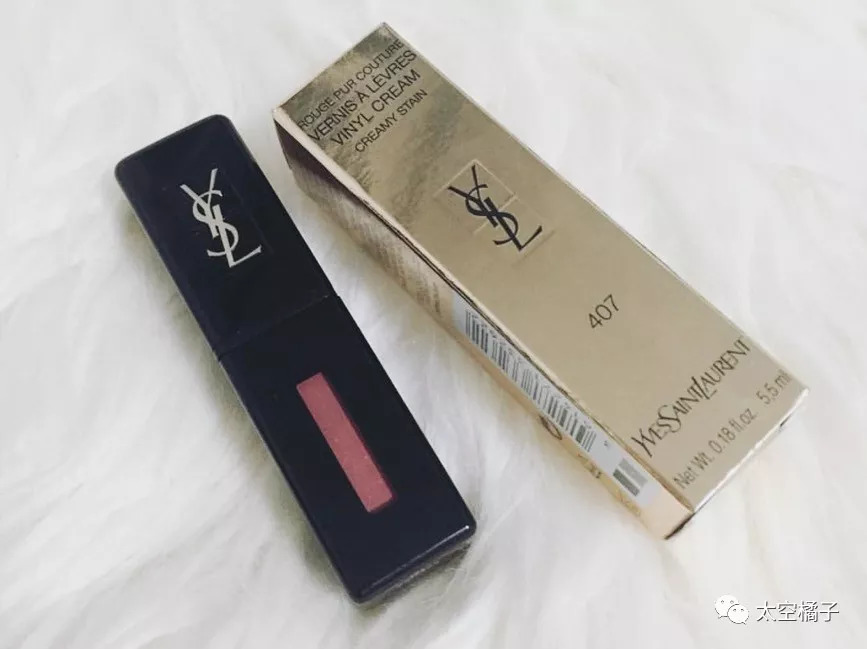 YSL
ROUGE PUR COUTURE
VERNIS À LÈVRES
VINYL CREAM
CREAMY STAIN
YSL
407
YVESSAINTLAURENT
Net Wt. 0.18 fl.oz. 5,5 ml
太空橘子